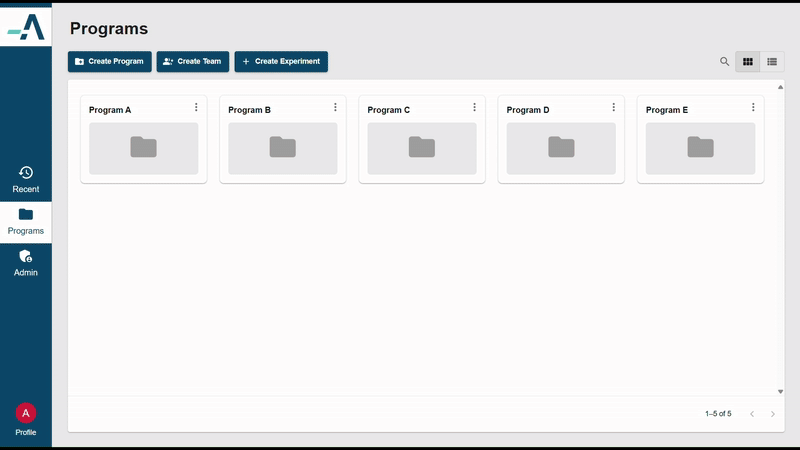 Programs
Create Program
Create Team
Create Experiment
Program A
Program B
Program C
Program D
Program E
Recent
Programs
Admin
1–5 of 5
A
Profile